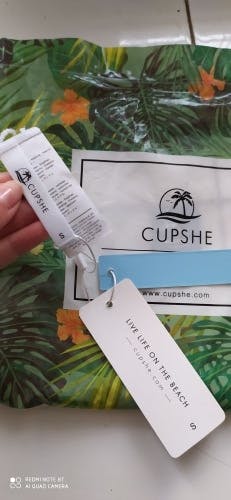 CUPSHE
S
CUPSHE
www.cupshe.com
LIVE LIFE ON THE BEACH
— cupshe.com —
S
REDMI NOTE 8T
AI QUAD CAMERA